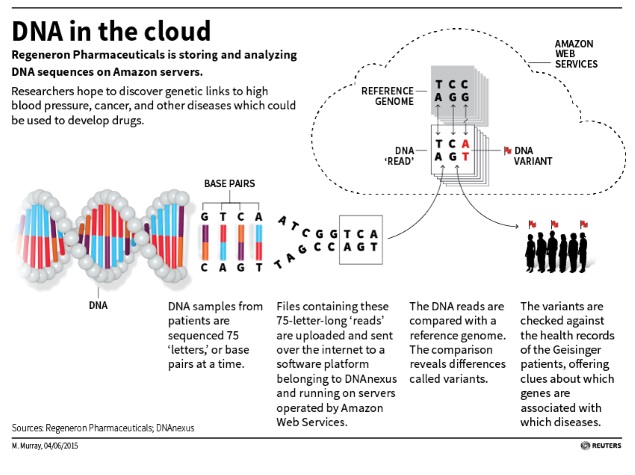 DNA in the cloud
Regeneron Pharmaceuticals is storing and analyzing
DNA sequences on Amazon servers.
Researchers hope to discover genetic links to high
blood pressure, cancer, and other diseases which could
be used to develop drugs.
AMAZON
WEB
SERVICES
REFERENCE
GENOME
T C C
A G G
DNA
‘READ’
T C A
A G T
DNA
VARIANT
BASE PAIRS
G T C A
C A G T
A T C G G T C A
T A G C C A G T
DNA
DNA samples from
patients are
sequenced 75
‘letters,’ or base
pairs at a time.
Files containing these
75-letter-long ‘reads’
are uploaded and sent
over the internet to a
software platform
belonging to DNAnexus
and running on servers
operated by Amazon
Web Services.
The DNA reads are
compared with a
reference genome.
The comparison
reveals differences
called variants.
The variants are
checked against
the health records
of the Geisinger
patients, offering
clues about which
genes are
associated with
which diseases.
Sources: Regeneron Pharmaceuticals; DNAnexus
M. Murray, 04/06/2015
REUTERS